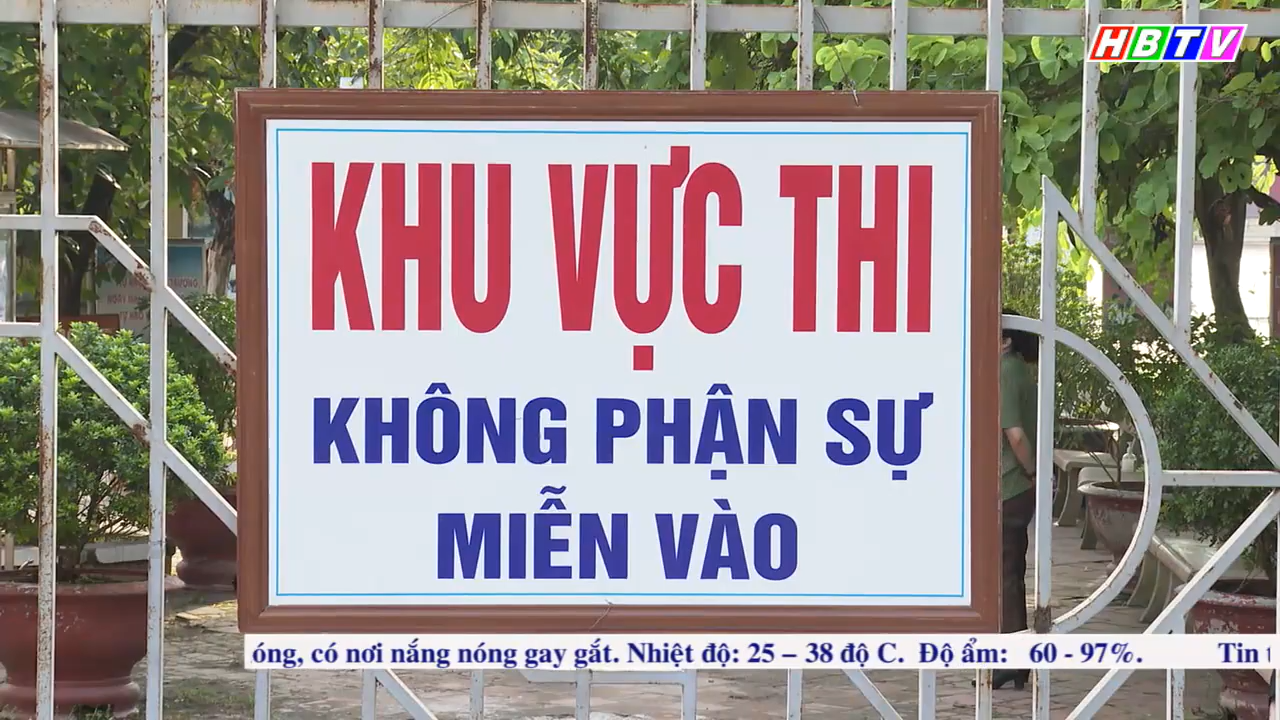 HBTV
KHU VỰC THI
KHÔNG PHẬN SỰ
MIỄN VÀO
óng, có nơi nắng nóng gay gắt. Nhiệt độ: 25 – 38 độ C. Độ ẩm: 60 - 97%. Tin